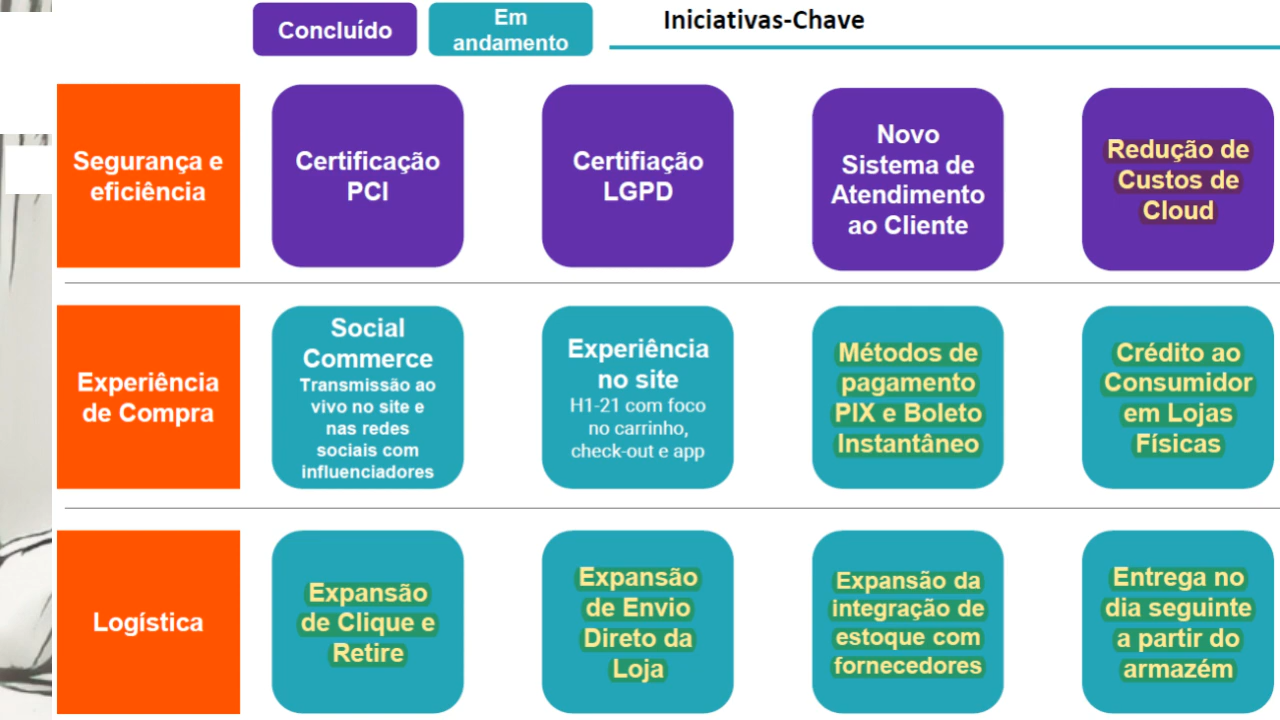 Concluído
Em
andamento
Iniciativas-Chave
Segurança e
eficiência
Certificação
PCI
Certifiação
LGPD
Novo
Sistema de
Atendimento
ao Cliente
Redução de
Custos de
Cloud
Experiência
de Compra
Social
Commerce
Transmissão ao
vivo no site e
nas redes
sociais com
influenciadores
Experiência
no site
H1-21 com foco
no carrinho,
check-out e app
Métodos de
pagamento
PIX e Boleto
Instantâneo
Crédito ao
Consumidor
em Lojas
Físicas
Logística
Expansão
de Clique e
Retire
Expansão
de Envio
Direto da
Loja
Expansão da
integração de
estoque com
fornecedores
Entrega no
dia seguinte
a partir do
armazém